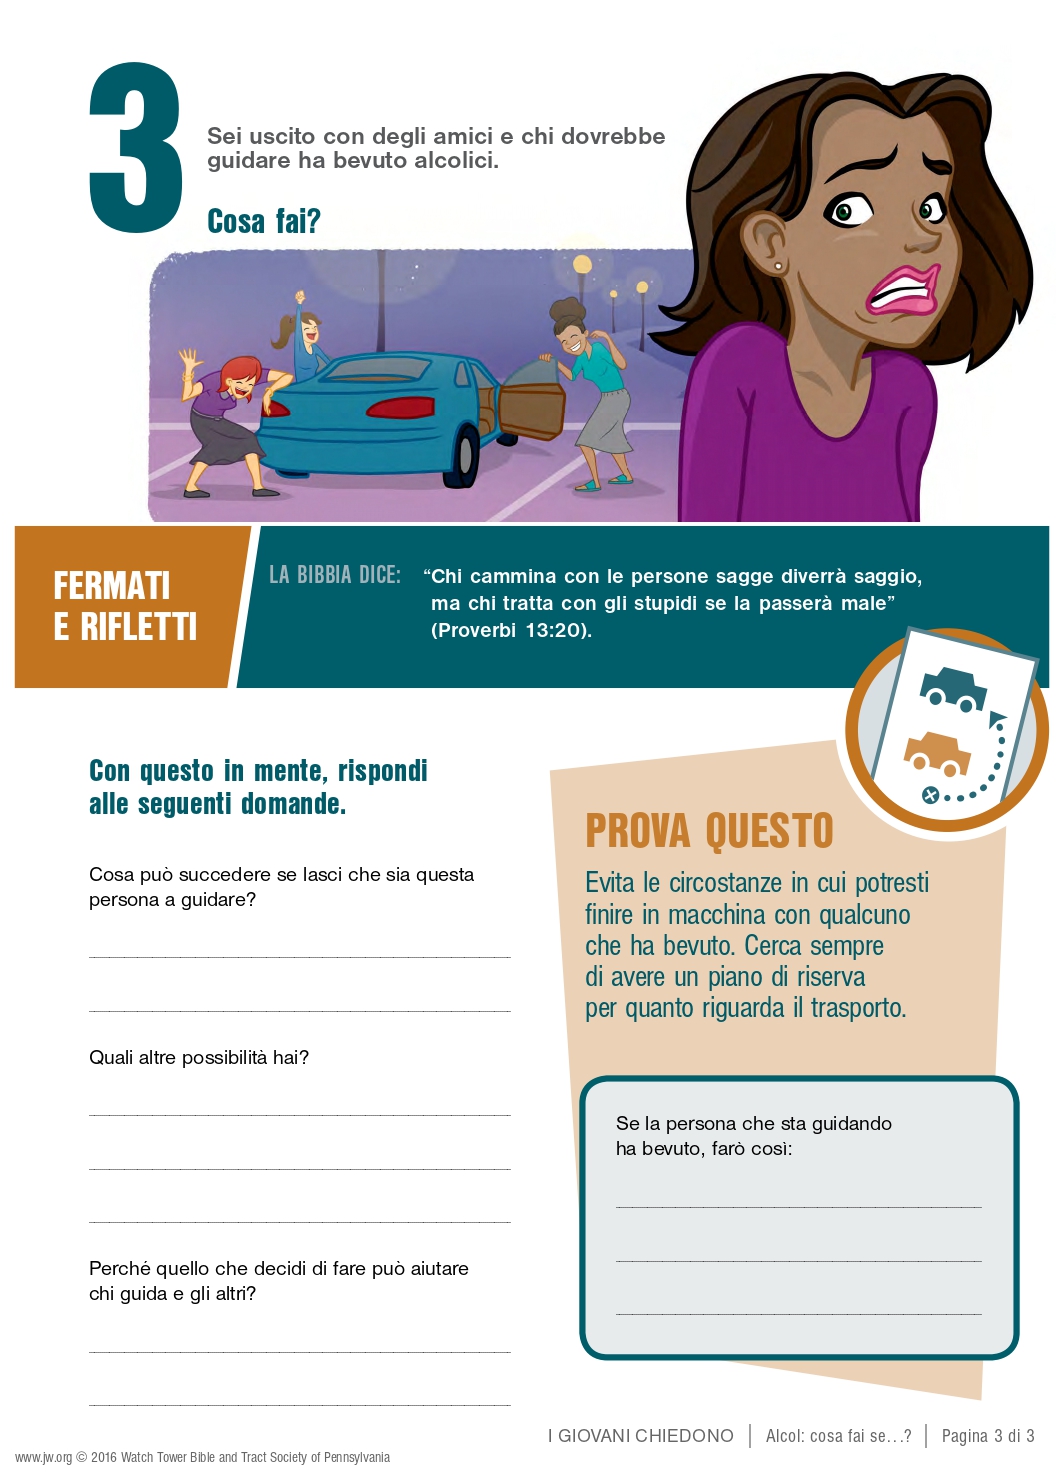 3
Sei uscito con degli amici e chi dovrebbe
guidare ha bevuto alcolici.
Cosa fai?
FERMATI
E RIFLETTI
LA BIBBIA DICE:
“Chi cammina con le persone sagge diverrà saggio,
ma chi tratta con gli stupidi se la passerà male”
(Proverbi 13:20).
Con questo in mente, rispondi
alle seguenti domande.
Cosa può succedere se lasci che sia questa
persona a guidare?
Quali altre possibilità hai?
Perché quello che decidi di fare può aiutare
chi guida e gli altri?
PROVA QUESTO
Evita le circostanze in cui potresti
finire in macchina con qualcuno
che ha bevuto. Cerca sempre
di avere un piano di riserva
per quanto riguarda il trasporto.
Se la persona che sta guidando
ha bevuto, farò così:
I GIOVANI CHIEDONO | Alcol: cosa fai se…? | Pagina 3 di 3
www.jw.org © 2016 Watch Tower Bible and Tract Society of Pennsylvania